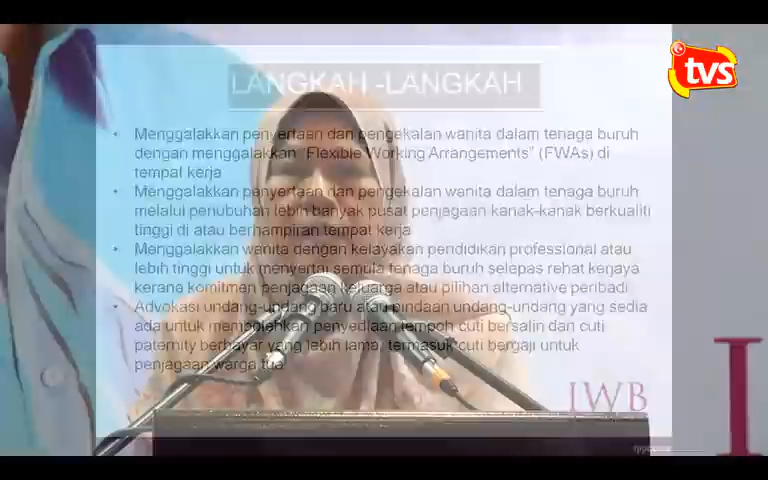 tvs
LANGKAH -LANGKAH
• Menggalakkan penyertaan dan pengekalan wanita dalam tenaga buruh
dengan menggalakkan "Flexible Working Arrangements" (FWAs) di
tempat kerja
• Menggalakkan penyertaan dan pengekalan wanita dalam tenaga buruh
melalui penubuhan lebih banyak pusat penjagaan kanak-kanak berkualiti
tinggi di atau berhampiran tempat kerja
• Menggalakkan wanita dengan kelayakan pendidikan professional atau
lebih tinggi untuk menyertai semula tenaga buruh selepas rehat kerjaya
kerana komitmen penjagaan keluarga atau pilihan alternative peribadi
• Advokasi undang-undang baru atau pindaan undang-undang yang sedia
ada untuk membolehkan penyediaan tempoh cuti bersalin dan cuti
paternity berbayar yang lebih lama, termasuk cuti bergaji untuk
penjagaan warga tua
IWB
I